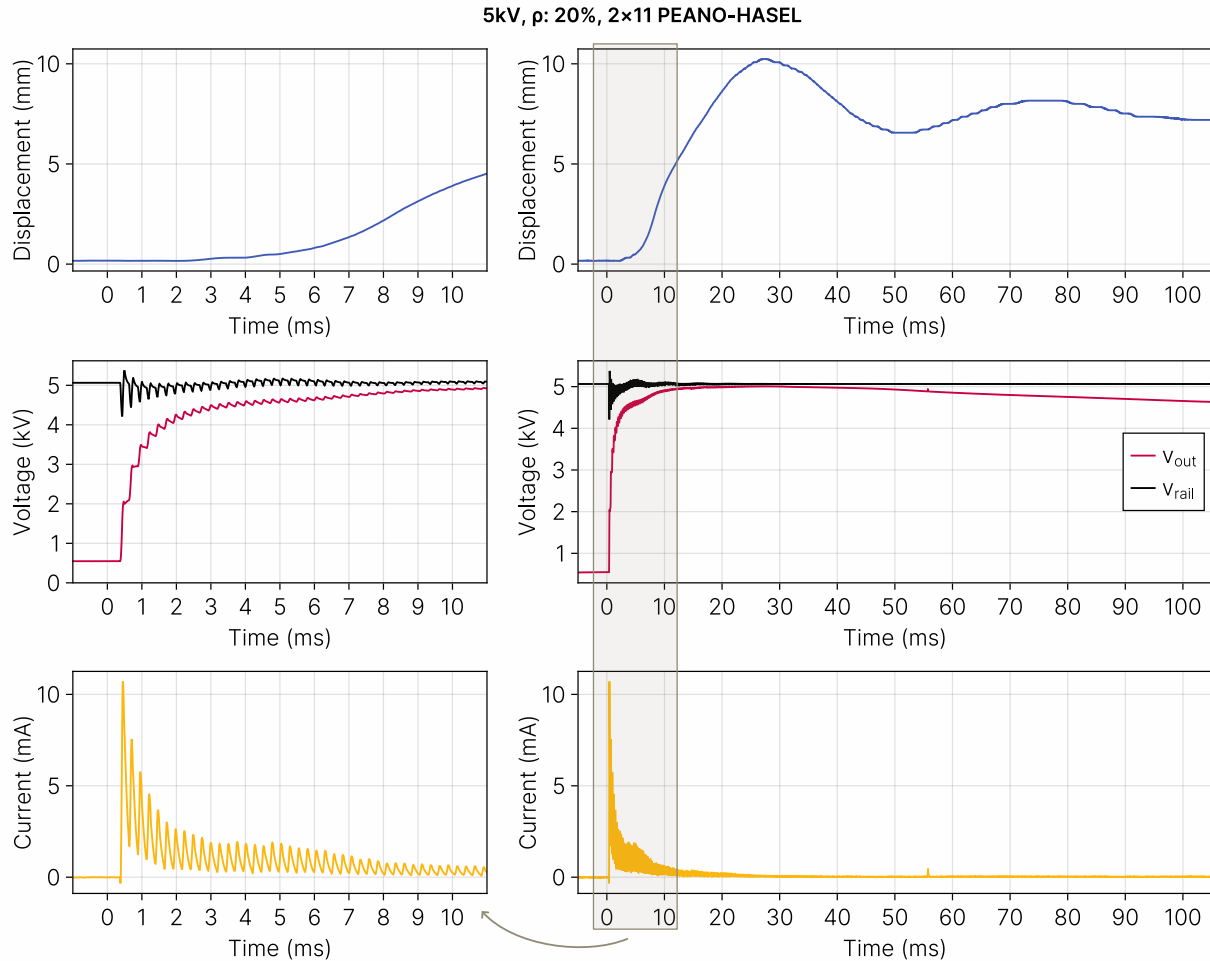 5kV, ρ: 20%, 2×11 PEANO-HASEL
Displacement (mm)
10
5
0
0 1 2 3 4 5 6 7 8 9 10
Time (ms)
Displacement (mm)
10
5
0
0 10 20 30 40 50 60 70 80 90 100
Time (ms)
Voltage (kV)
5
4
3
2
1
0
0 1 2 3 4 5 6 7 8 9 10
Time (ms)
Voltage (kV)
5
4
3
2
1
0 10 20 30 40 50 60 70 80 90 100
Time (ms)
Vout
Vrail
Current (mA)
10
5
0
0 1 2 3 4 5 6 7 8 9 10
Time (ms)
Current (mA)
10
5
0
0 10 20 30 40 50 60 70 80 90 100
Time (ms)